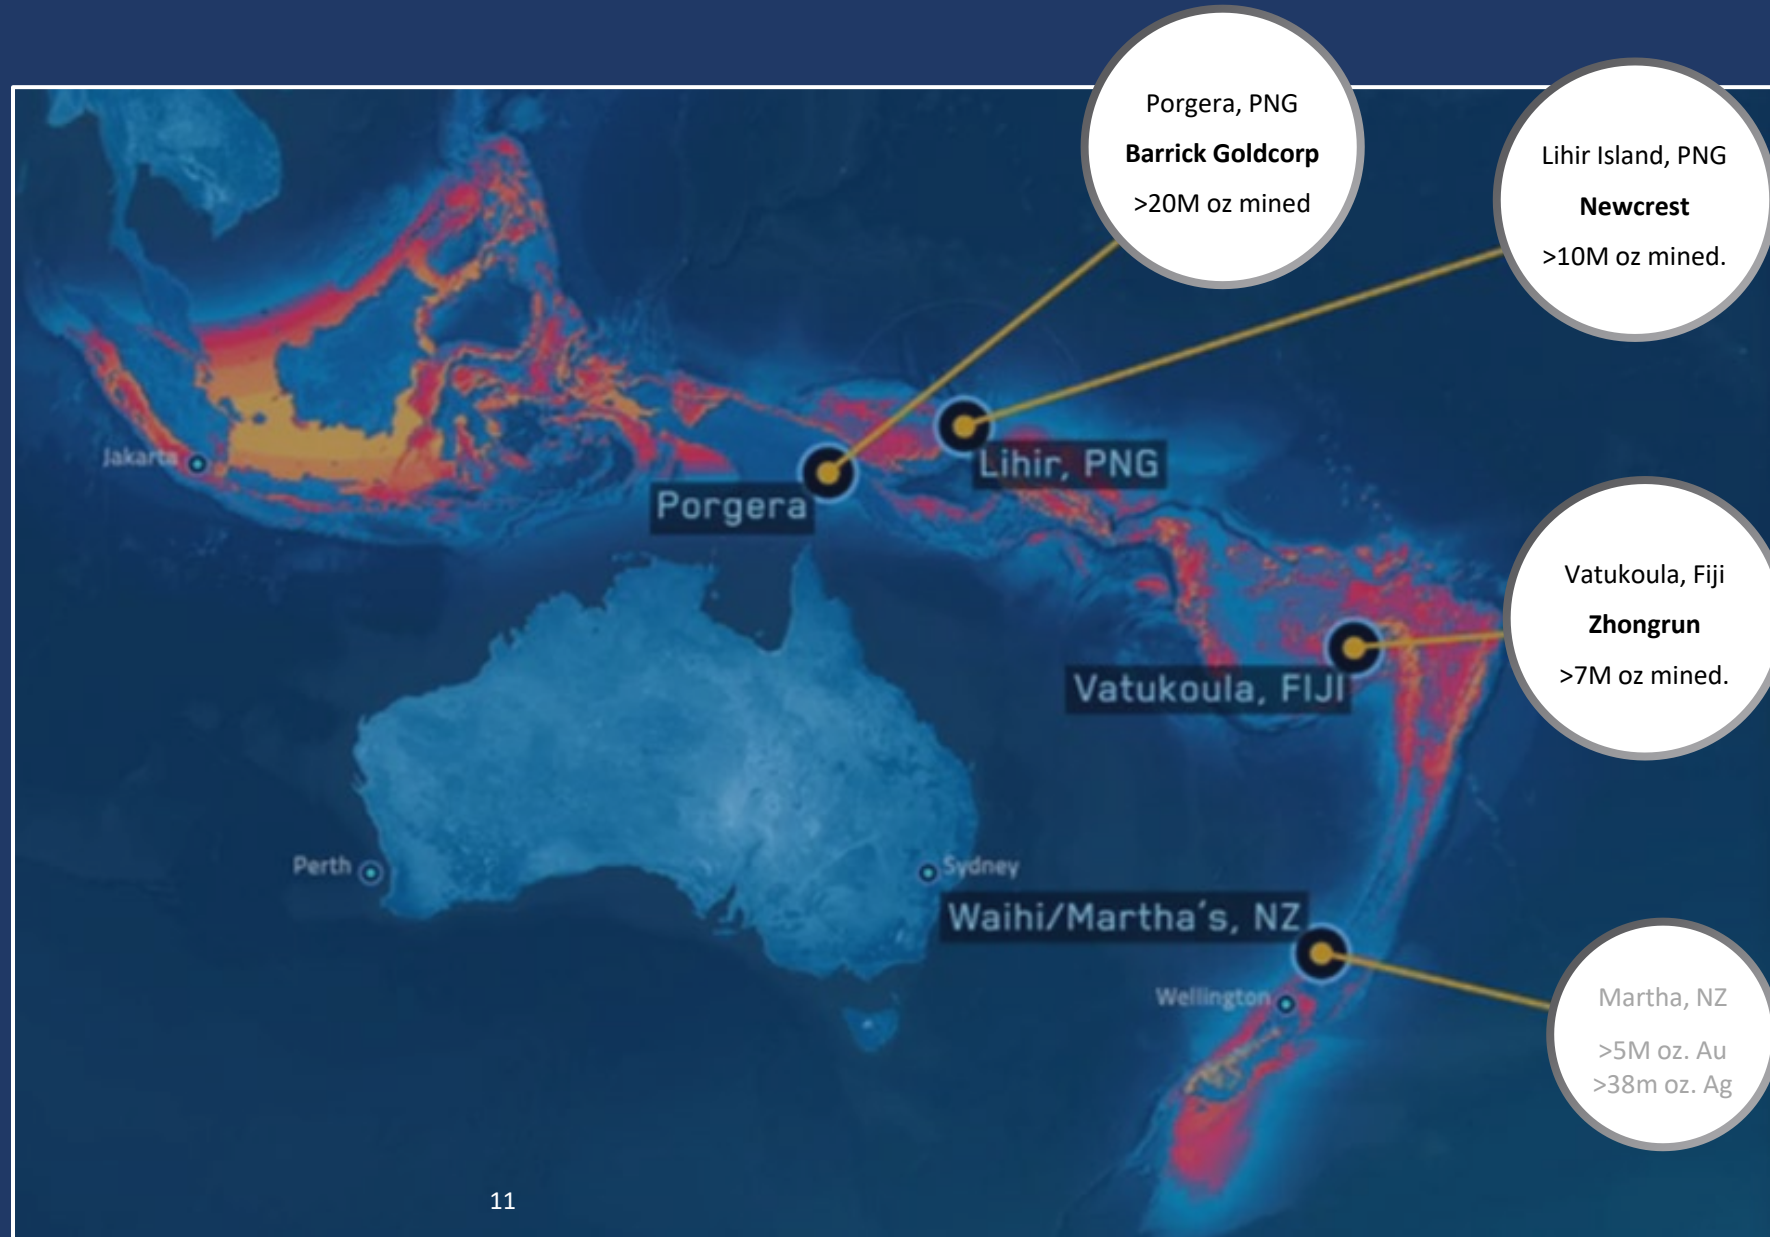 Porgera, PNG
Barrick Goldcorp
>20M oz mined
Lihir Island, PNG
Newcrest
>10M oz mined.
Jakarta
Lihir, PNG
Porgera
Vatukoula, Fiji
Zhongrun
>7M oz mined.
Vatukoula, FIJI
Perth
Sydney
Waihi/Martha's, NZ
Wellington
Martha, NZ
>5M oz. Au
>38m oz. Ag
11